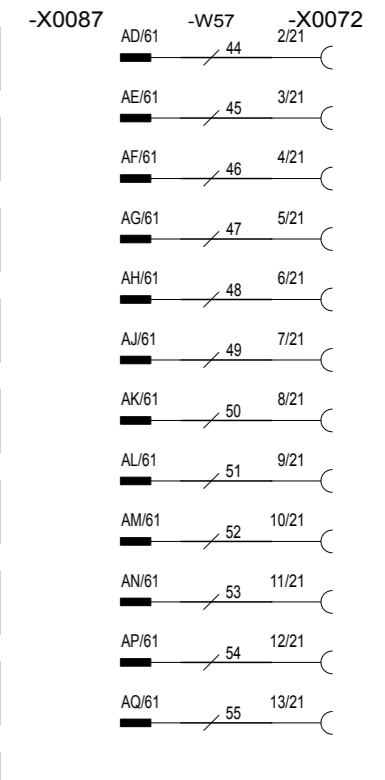 -X0087 -W57 -X0072
AD/61 44 2/21
AE/61 45 3/21
AF/61 46 4/21
AG/61 47 5/21
AH/61 48 6/21
AJ/61 49 7/21
AK/61 50 8/21
AL/61 51 9/21
AM/61 52 10/21
AN/61 53 11/21
AP/61 54 12/21
AQ/61 55 13/21